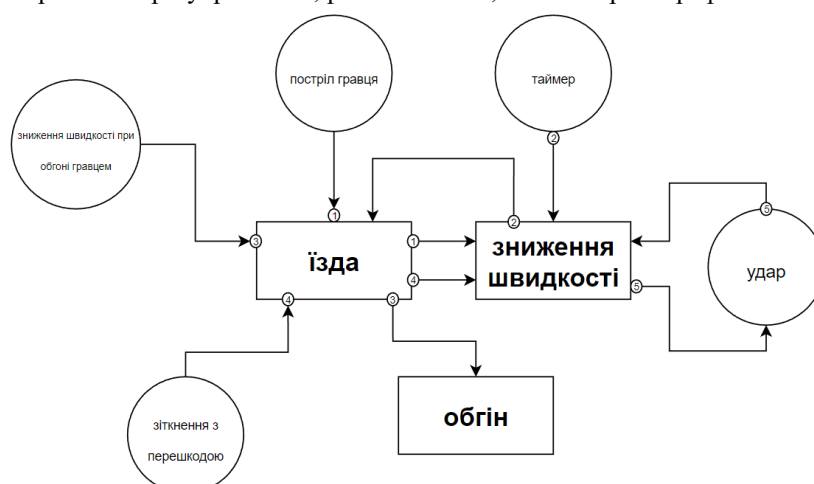 постріл гравця
таймер
зниження швидкості при
обгоні гравцем
2
1
2
5
3
їзда
1
зниження
швидкості
удар
4
5
4
3
обгін
зіткнення з
перешкодою